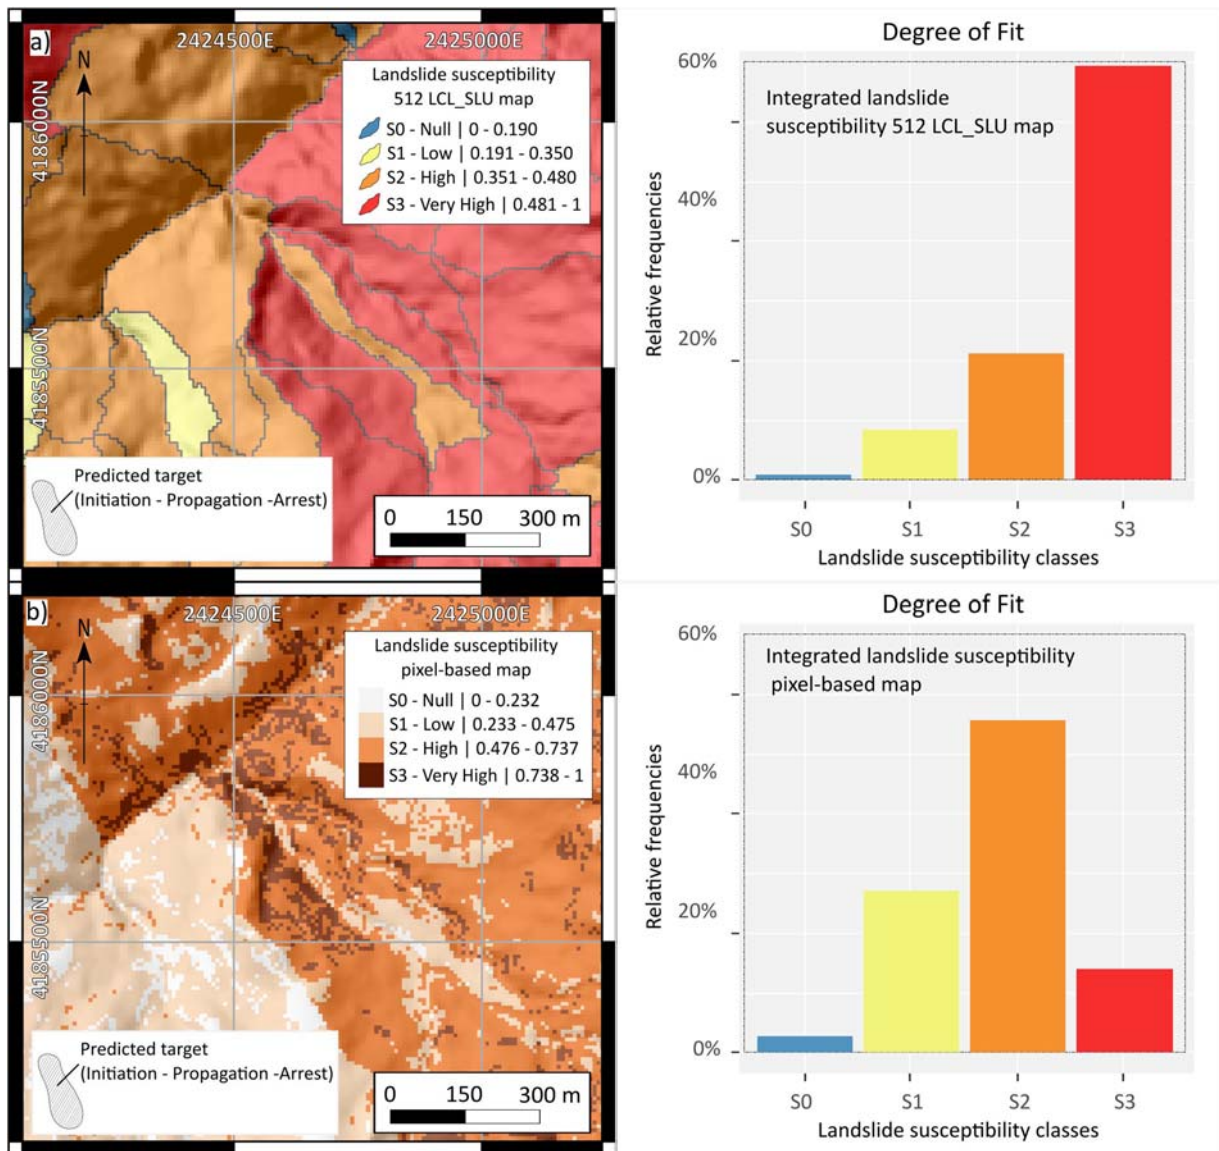 a)
2424500E
2425000E
4186000N
4185500N
N
Landslide susceptibility
512 LCL_SLU map
S0 - Null | 0 - 0.190
S1 - Low | 0.191 - 0.350
S2 - High | 0.351 - 0.480
S3 - Very High | 0.481 - 1
Predicted target
(Initiation - Propagation -Arrest)
0 150 300 m
Degree of Fit
Integrated landslide
susceptibility 512 LCL_SLU map
Relative frequencies
60%
40%
20%
0%
S0 S1 S2 S3
Landslide susceptibility classes
b)
2424500E
2425000E
4186000N
4185500N
N
Landslide susceptibility
pixel-based map
S0 - Null | 0 - 0.232
S1 - Low | 0.233 - 0.475
S2 - High | 0.476 - 0.737
S3 - Very High | 0.738 - 1
Predicted target
(Initiation - Propagation -Arrest)
0 150 300 m
Degree of Fit
Integrated landslide susceptibility
pixel-based map
Relative frequencies
60%
40%
20%
0%
S0 S1 S2 S3
Landslide susceptibility classes